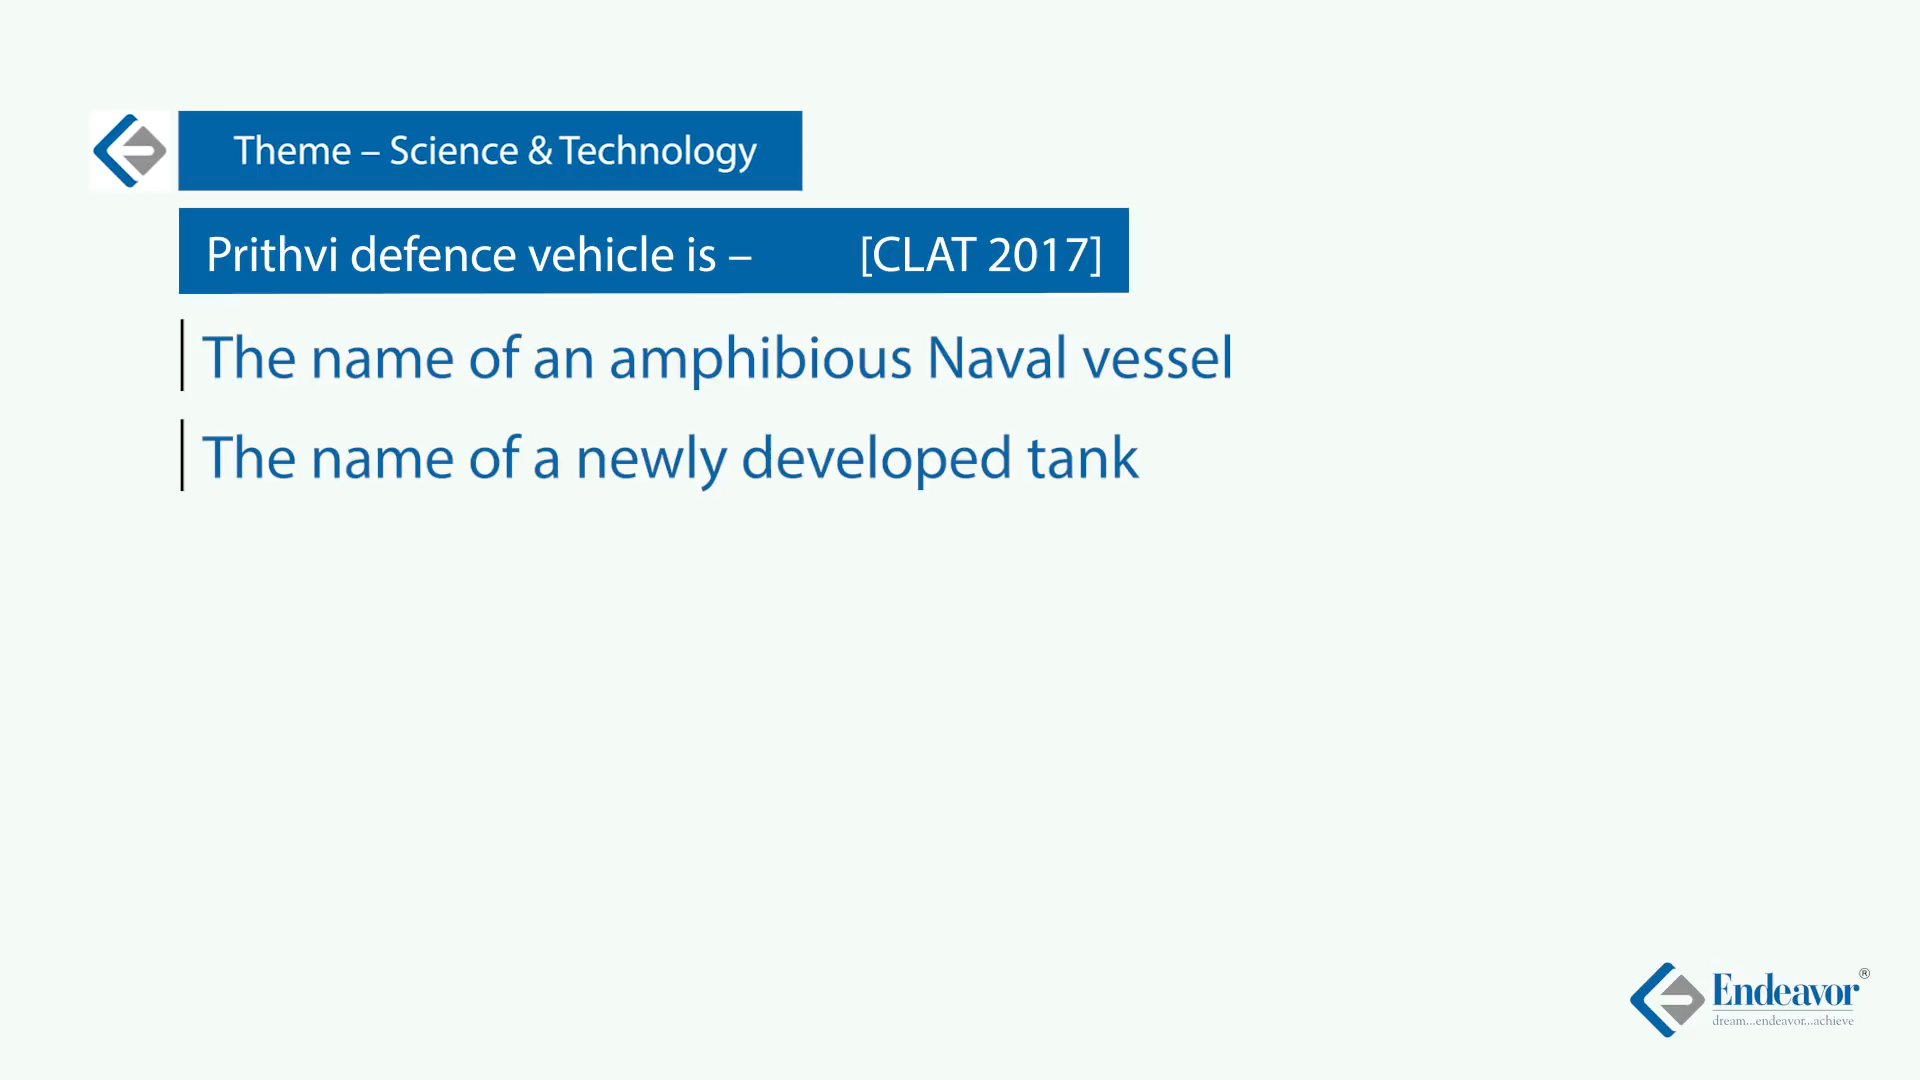 Theme – Science & Technology
Prithvi defence vehicle is – [CLAT 2017]
The name of an amphibious Naval vessel
The name of a newly developed tank
Endeavor®
dream...endeavor...achieve